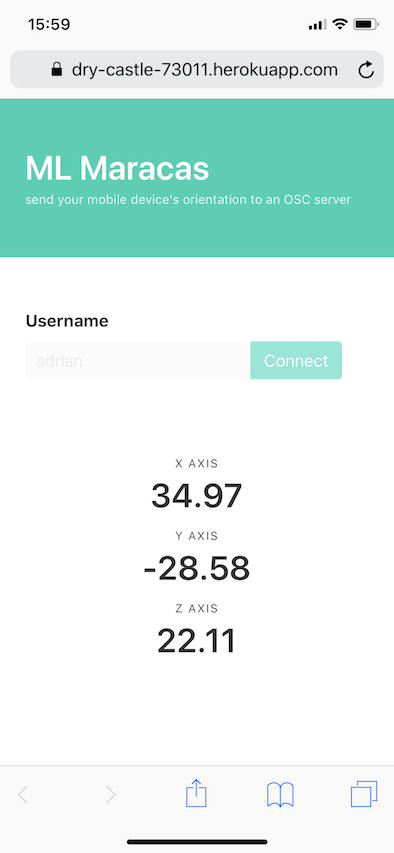 15:59
dry-castle-73011.herokuapp.com
ML Maracas
send your mobile device's orientation to an OSC server
Username
adrian
Connect
X AXIS
34.97
Y AXIS
-28.58
Z AXIS
22.11